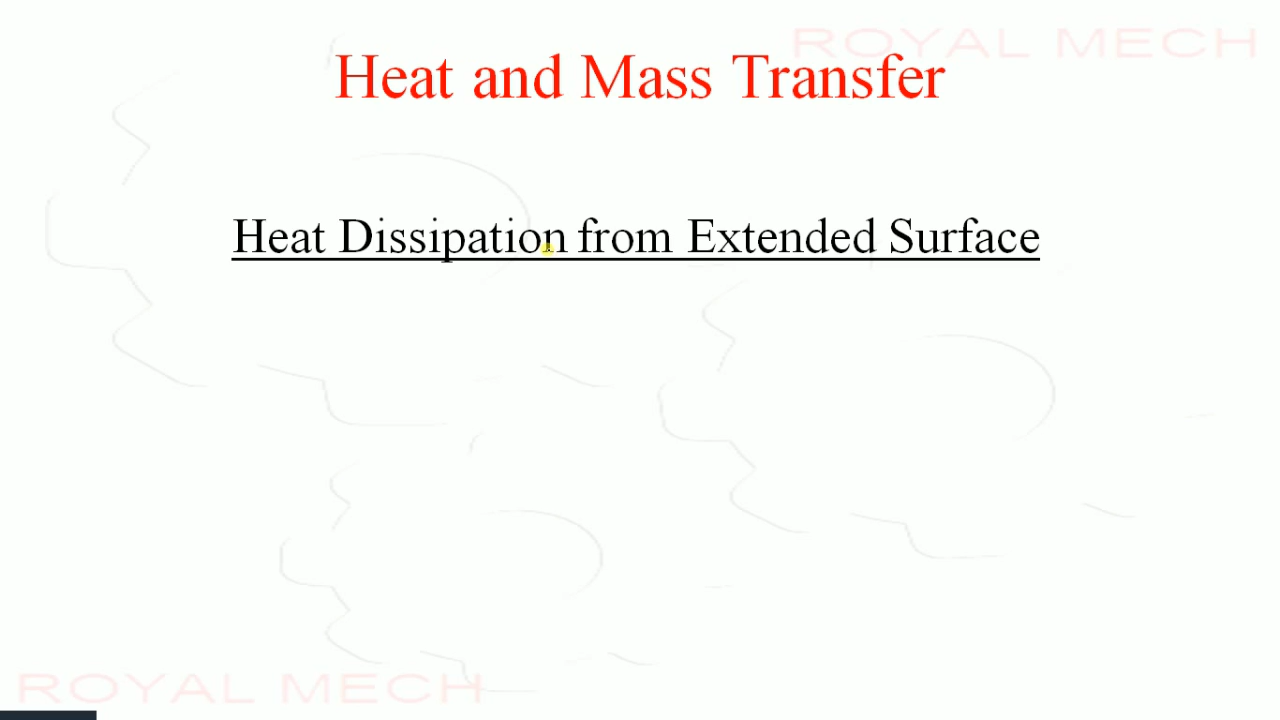 ROYAL MECH
Heat and Mass Transfer
Heat Dissipation from Extended Surface
ROYAL MECH